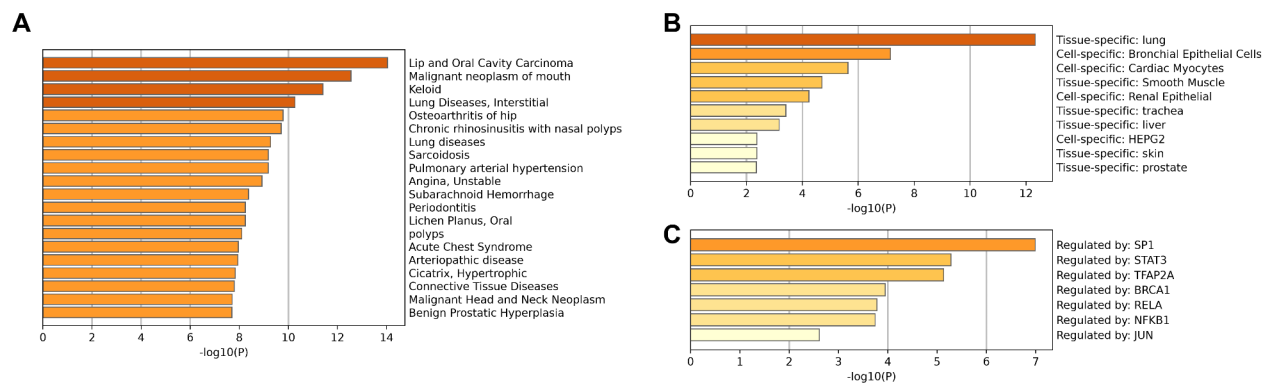 A
Lip and Oral Cavity Carcinoma
Malignant neoplasm of mouth
Keloid
Lung Diseases, Interstitial
Osteoarthritis of hip
Chronic rhinosinusitis with nasal polyps
Lung diseases
Sarcoidosis
Pulmonary arterial hypertension
Angina, Unstable
Subarachnoid Hemorrhage
Periodontitis
Lichen Planus, Oral
polyps
Acute Chest Syndrome
Arteriopathic disease
Cicatrix, Hypertrophic
Connective Tissue Diseases
Malignant Head and Neck Neoplasm
Benign Prostatic Hyperplasia
0 2 4 6 8 10 12 14
-log10(P)
B
Tissue-specific: lung
Cell-specific: Bronchial Epithelial Cells
Cell-specific: Cardiac Myocytes
Tissue-specific: Smooth Muscle
Cell-specific: Renal Epithelial
Tissue-specific: trachea
Tissue-specific: liver
Cell-specific: HEPG2
Tissue-specific: skin
Tissue-specific: prostate
0 2 4 6 8 10 12
-log10(P)
C
Regulated by: SP1
Regulated by: STAT3
Regulated by: TFAP2A
Regulated by: BRCA1
Regulated by: RELA
Regulated by: NFKB1
Regulated by: JUN
0 1 2 3 4 5 6 7
-log10(P)